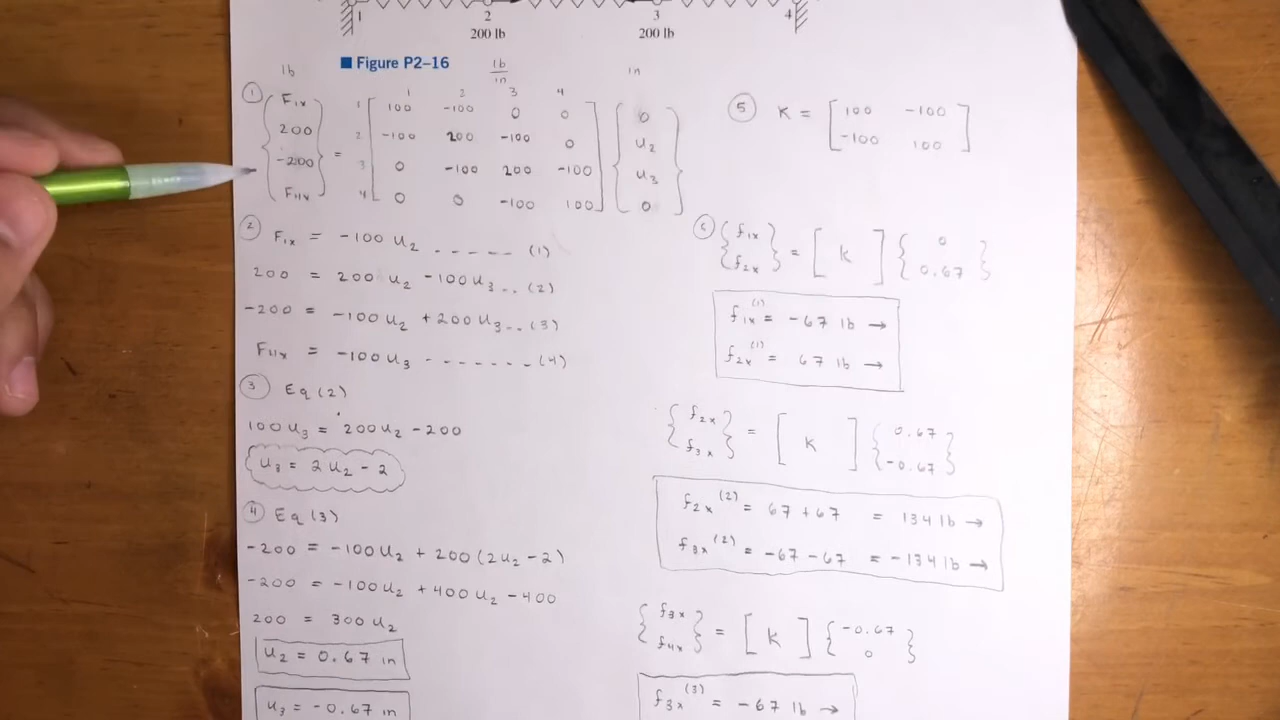 1 2 3 4
200 lb 200 lb
■ Figure P2–16
lb lb/in in
1 2 3 4
① { F1x 200 -200 F4x } = 1 2 3 4 [ 100 -100 0 0
-100 200 -100 0
0 -100 200 -100
0 0 -100 100 ] { 0 u2 u3 0 }
② F1x = -100 u2 - - - - - (1)
200 = 200 u2 - 100 u3 - - (2)
-200 = -100 u2 + 200 u3 - - (3)
F4x = -100 u3 - - - - - - - (4)
③ Eq (2)
100 u3 = 200 u2 - 200
u3 = 2 u2 - 2
④ Eq (3)
-200 = -100 u2 + 200 (2 u2 - 2)
-200 = -100 u2 + 400 u2 - 400
200 = 300 u2
u2 = 0.67 in
u3 = -0.67 in
⑤ K = [ 100 -100
-100 100 ]
⑥ { f1x f2x } = [ k ] { 0 0.67 }
f1x (1) = -67 lb →
f2x (1) = 67 lb →
{ f2x f3x } = [ k ] { 0.67 -0.67 }
f2x (2) = 67 + 67 = 134 lb →
f3x (2) = -67 - 67 = -134 lb →
{ f3x f4x } = [ k ] { -0.67 0 }
f3x (3) = -67 lb →